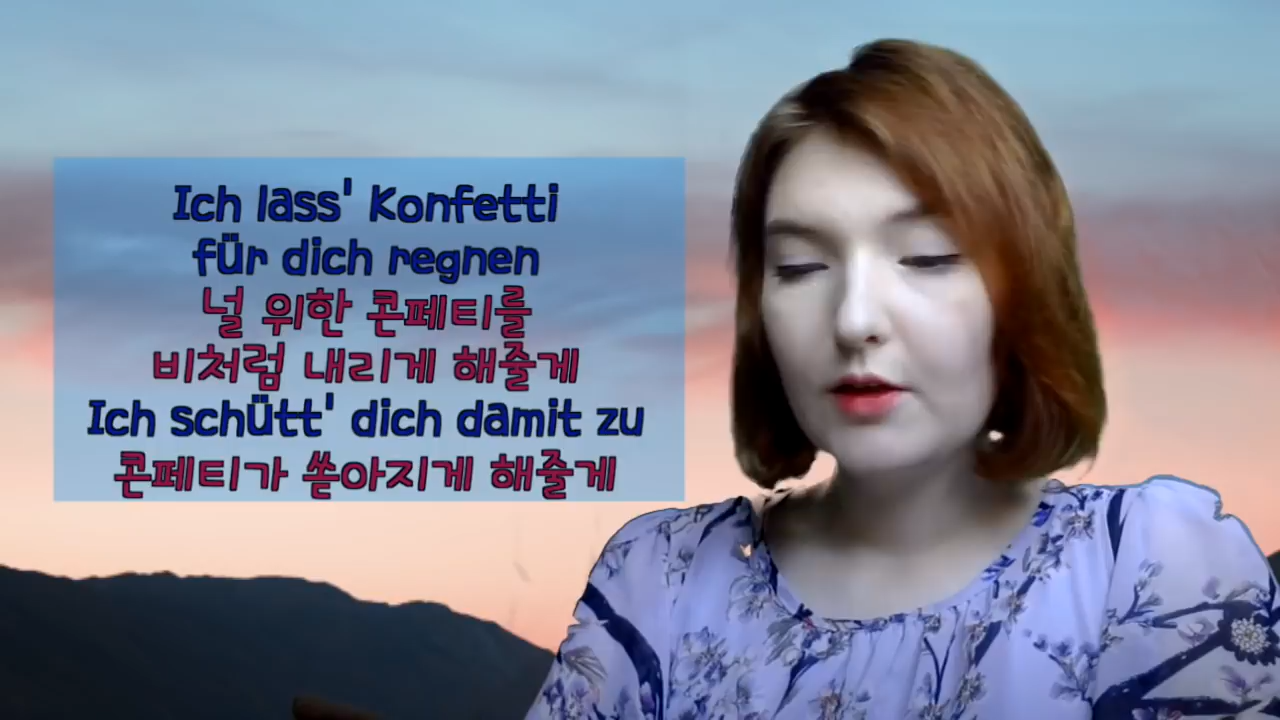 Ich lass' Konfetti
für dich regnen
널 위한 콘페티를
비처럼 내리게 해줄게
Ich schütt' dich damit zu
콘페티가 쏟아지게 해줄게